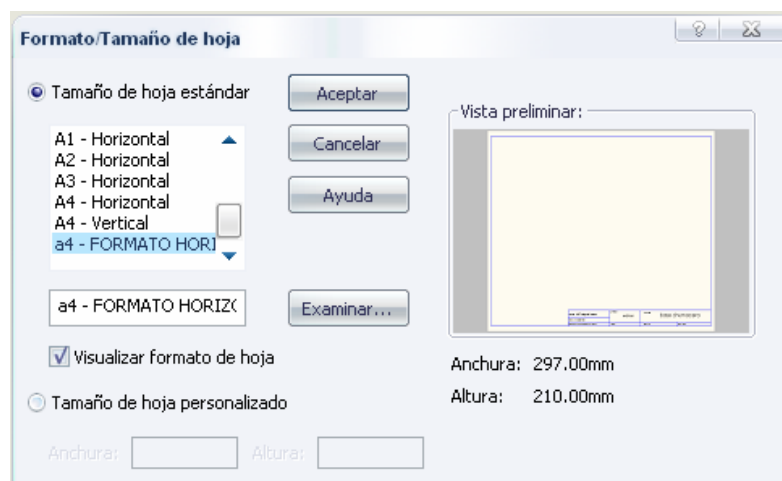 Formato/Tamaño de hoja
Tamaño de hoja estándar
A1 - Horizontal
A2 - Horizontal
A3 - Horizontal
A4 - Horizontal
A4 - Vertical
a4 - FORMATO HORI
a4 - FORMATO HORIZ(
Visualizar formato de hoja
Tamaño de hoja personalizado
Anchura:
Altura:
Aceptar
Cancelar
Ayuda
Examinar...
Vista preliminar:
Anchura: 297.00mm
Altura: 210.00mm